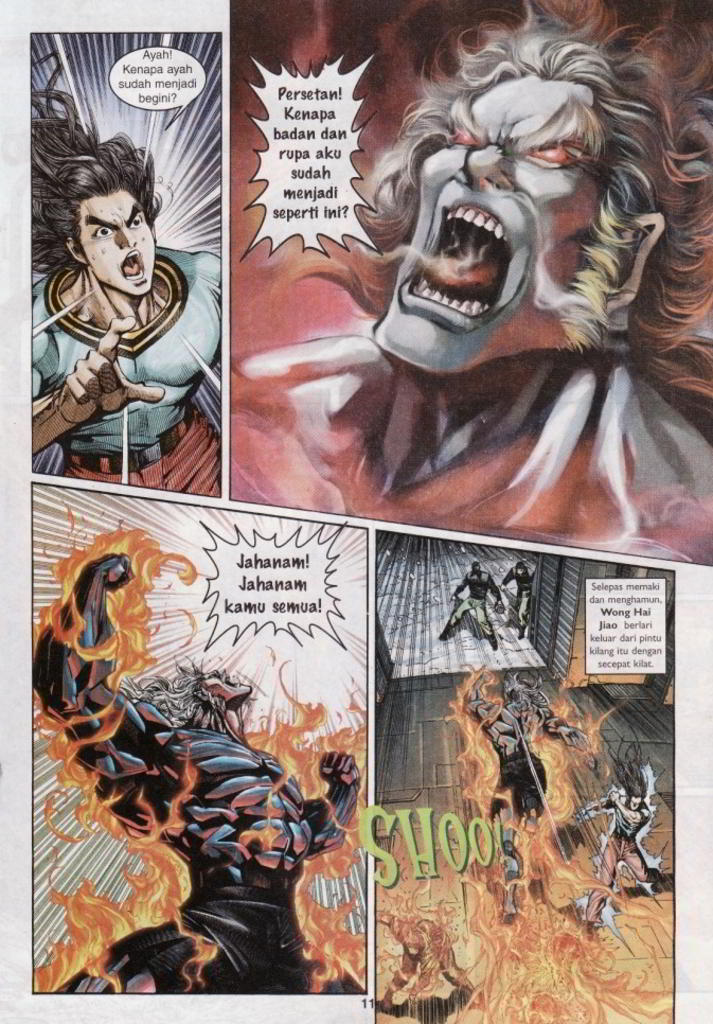 Ayah!
Kenapa ayah
sudah menjadi
begini?
Persetan!
Kenapa
badan dan
rupa aku
sudah
menjadi
seperti ini?
Jahanam!
Jahanam
kamu semua!
Selepas memaki
dan menghamun,
Wong Hai
Jiao berlari
keluar dari pintu
kilang itu dengan
secepat kilat.
SHOO!
11